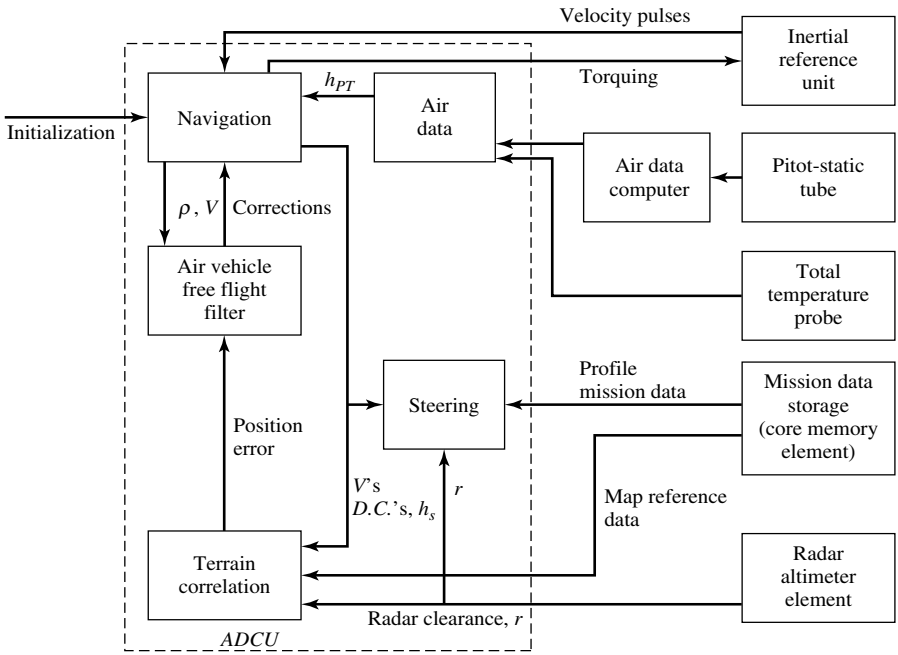 Velocity pulses
Inertial
reference
unit
Torquing
h_PT
Navigation
Air
data
Initialization
Air data
computer
Pitot-static
tube
ρ, V
Corrections
Air vehicle
free flight
filter
Total
temperature
probe
Profile
mission data
Mission data
storage
(core memory
element)
Steering
Position
error
V's
D.C.'s, h_s
r
Map reference
data
Terrain
correlation
Radar
altimeter
element
Radar clearance, r
ADCU